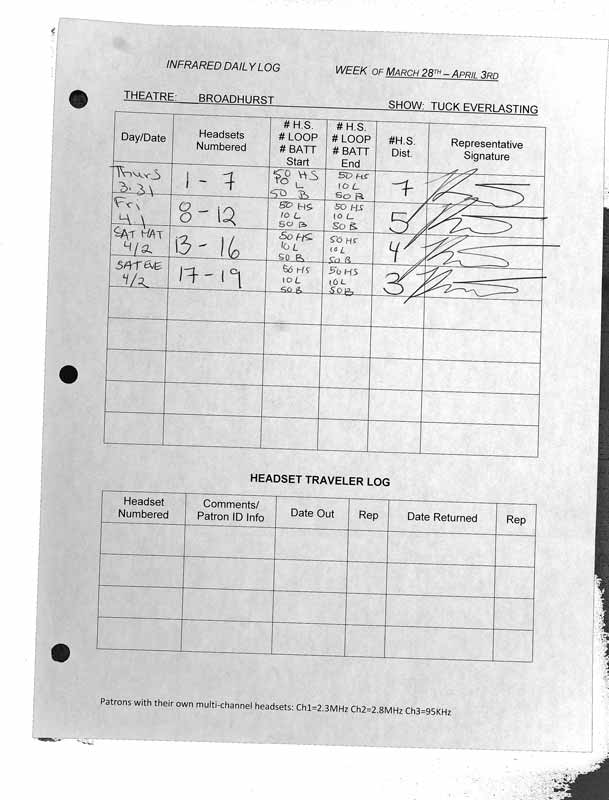 INFRARED DAILY LOG WEEK OF MARCH 28TH – APRIL 3RD
THEATRE: BROADHURST SHOW: TUCK EVERLASTING
Day/Date Headsets Numbered # H.S. # LOOP # BATT Start # H.S. # LOOP # BATT End #H.S. Dist. Representative Signature
Thurs 3.31 1 - 7 50 HS 10 L 50 B 50 HS 10 L 50 B 7
Fri 4.1 8 - 12 50 HS 10 L 50 B 50 HS 10 L 50 B 5
SAT MAT 4/2 13 - 16 50 HS 10 L 50 B 50 HS 10 L 50 B 4
SAT EVE 4/2 17 - 19 50 HS 10 L 50 B 50 HS 10 L 50 B 3
HEADSET TRAVELER LOG
Headset Numbered Comments/ Patron ID Info Date Out Rep Date Returned Rep
Patrons with their own multi-channel headsets: Ch1=2.3MHz Ch2=2.8MHz Ch3=95KHz